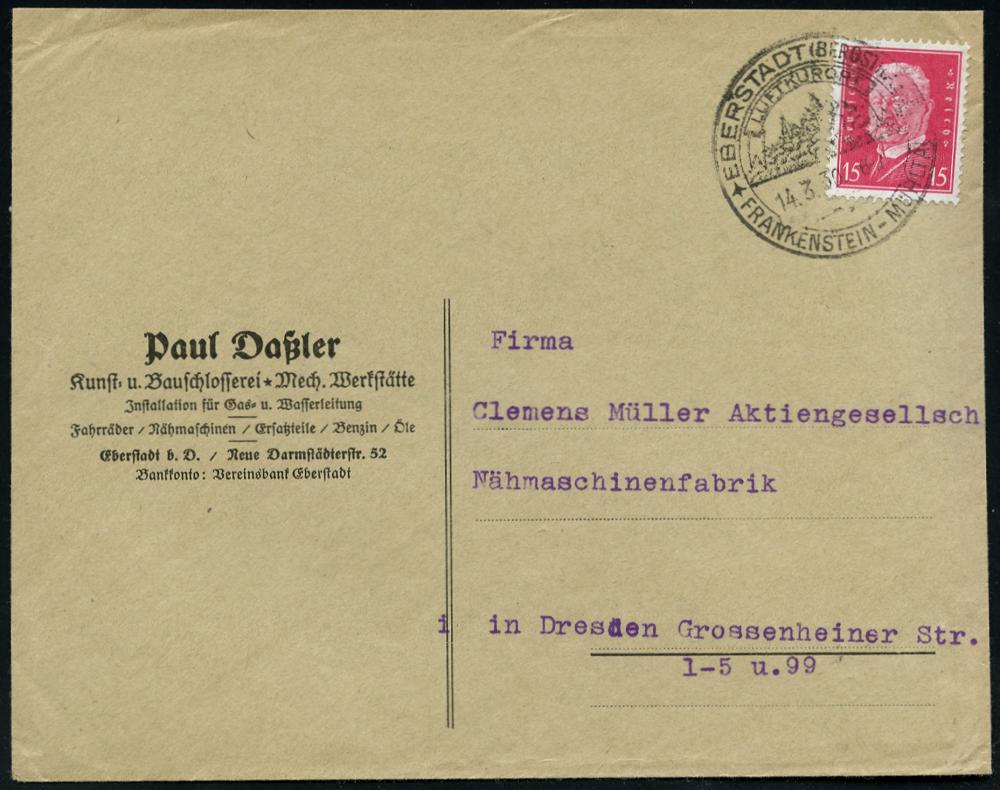 Paul Daßler
Kunst- u. Bauschlosserei ★ Mech. Werkstätte
Installation für Gas- u. Wasserleitung
Fahrräder / Nähmaschinen / Ersatzteile / Benzin / Öle
Eberstadt b. D. / Neue Darmstädterstr. 52
Bankkonto: Vereinsbank Eberstadt
EBERSTADT (BERGSTR
LUFTKURORT
14.3.30
FRANKENSTEIN - MÜHLTAL
Reich
15 15
Firma
Clemens Müller Aktiengesellsch
Nähmaschinenfabrik
i in Dresden Grossenheiner Str.
1-5 u.99